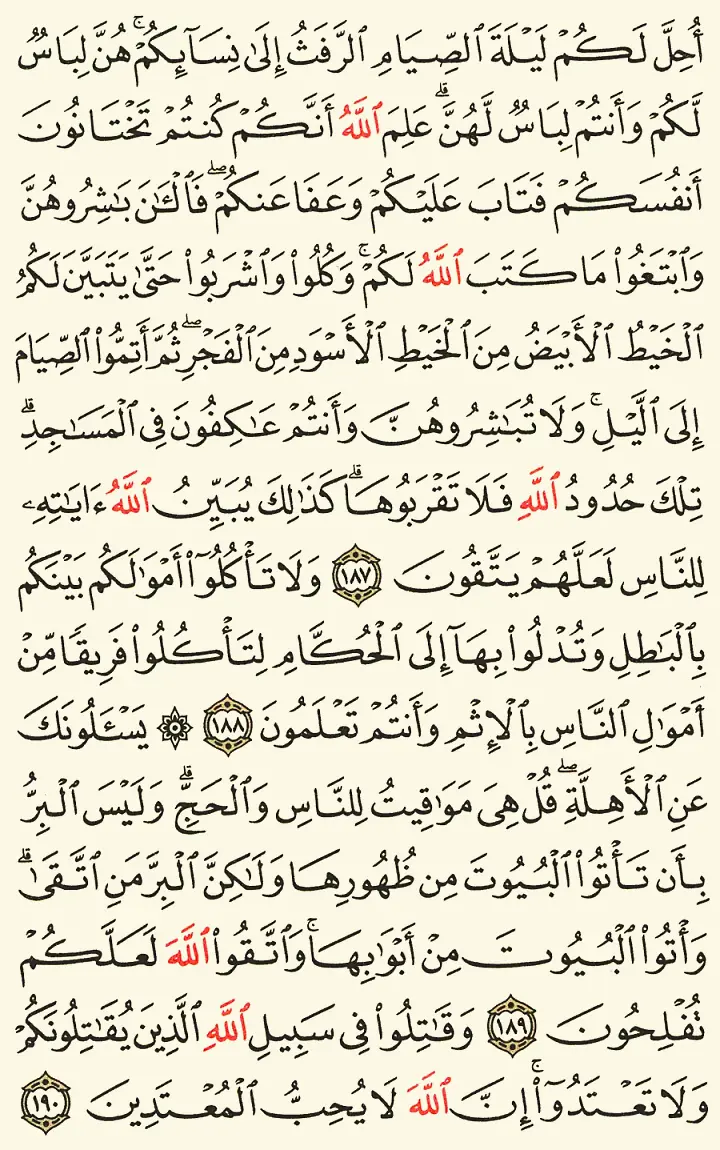 أُحِلَّ لَكُمۡ لَيۡلَةَ ٱلصِّيَامِ ٱلرَّفَثُ إِلَىٰ نِسَآئِكُمۡۚ هُنَّ لِبَاسٞ
لَّكُمۡ وَأَنتُمۡ لِبَاسٞ لَّهُنَّۗ عَلِمَ ٱللَّهُ أَنَّكُمۡ كُنتُمۡ تَخۡتَانُونَ
أَنفُسَكُمۡ فَتَابَ عَلَيۡكُمۡ وَعَفَا عَنكُمۡۖ فَٱلۡـَٰٔنَ بَٰشِرُوهُنَّ
وَٱبۡتَغُواْ مَا كَتَبَ ٱللَّهُ لَكُمۡۚ وَكُلُواْ وَٱشۡرَبُواْ حَتَّىٰ يَتَبَيَّنَ لَكُمُ
ٱلۡخَيۡطُ ٱلۡأَبۡيَضُ مِنَ ٱلۡخَيۡطِ ٱلۡأَسۡوَدِ مِنَ ٱلۡفَجۡرِۖ ثُمَّ أَتِمُّواْ ٱلصِّيَامَ
إِلَى ٱلَّيۡلِۚ وَلَا تُبَٰشِرُوهُنَّ وَأَنتُمۡ عَٰكِفُونَ فِي ٱلۡمَسَٰجِدِۗ
تِلۡكَ حُدُودُ ٱللَّهِ فَلَا تَقۡرَبُوهَاۗ كَذَٰلِكَ يُبَيِّنُ ٱللَّهُ ءَايَٰتِهِۦ
لِلنَّاسِ لَعَلَّهُمۡ يَتَّقُونَ ١٨٧ وَلَا تَأۡكُلُوٓاْ أَمۡوَٰلَكُم بَيۡنَكُم
بِٱلۡبَٰطِلِ وَتُدۡلُواْ بِهَآ إِلَى ٱلۡحُكَّامِ لِتَأۡكُلُواْ فَرِيقٗا مِّنۡ
أَمۡوَٰلِ ٱلنَّاسِ بِٱلۡإِثۡمِ وَأَنتُمۡ تَعۡلَمُونَ ١٨٨ ۞ يَسۡـَٔلُونَكَ
عَنِ ٱلۡأَهِلَّةِۖ قُلۡ هِيَ مَوَٰقِيتُ لِلنَّاسِ وَٱلۡحَجِّۗ وَلَيۡسَ ٱلۡبِرُّ
بِأَن تَأۡتُواْ ٱلۡبُيُوتَ مِن ظُهُورِهَا وَلَٰكِنَّ ٱلۡبِرَّ مَنِ ٱتَّقَىٰۗ
وَأۡتُواْ ٱلۡبُيُوتَ مِنۡ أَبۡوَٰبِهَاۚ وَٱتَّقُواْ ٱللَّهَ لَعَلَّكُمۡ
تُفۡلِحُونَ ١٨٩ وَقَٰتِلُواْ فِي سَبِيلِ ٱللَّهِ ٱلَّذِينَ يُقَٰتِلُونَكُمۡ
وَلَا تَعۡتَدُوٓاْۚ إِنَّ ٱللَّهَ لَا يُحِبُّ ٱلۡمُعۡتَدِينَ ١٩٠